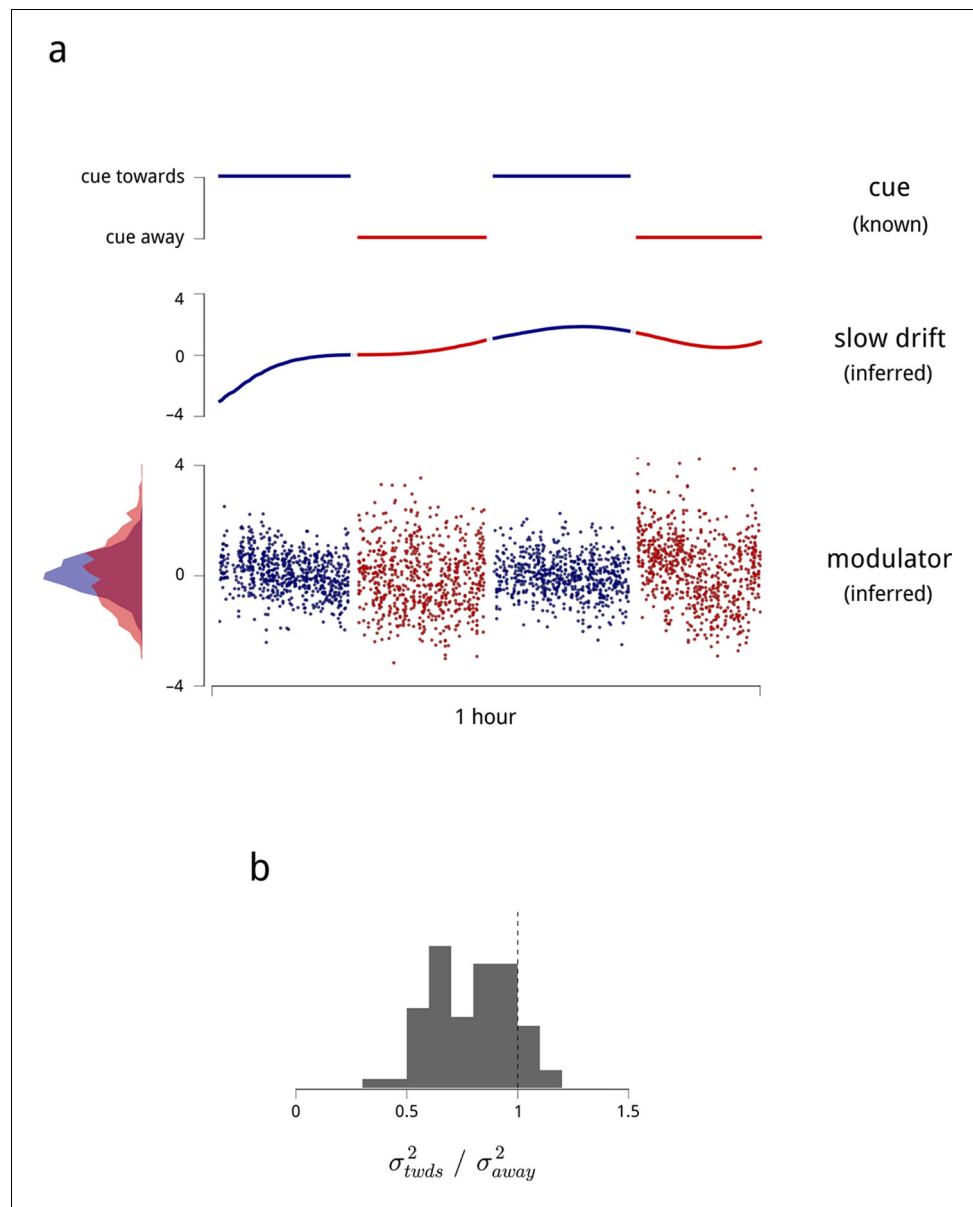 a
cue towards
cue away
cue
(known)
4
0
−4
slow drift
(inferred)
4
0
−4
modulator
(inferred)
1 hour
b
0 0.5 1 1.5
σ²twds / σ²away